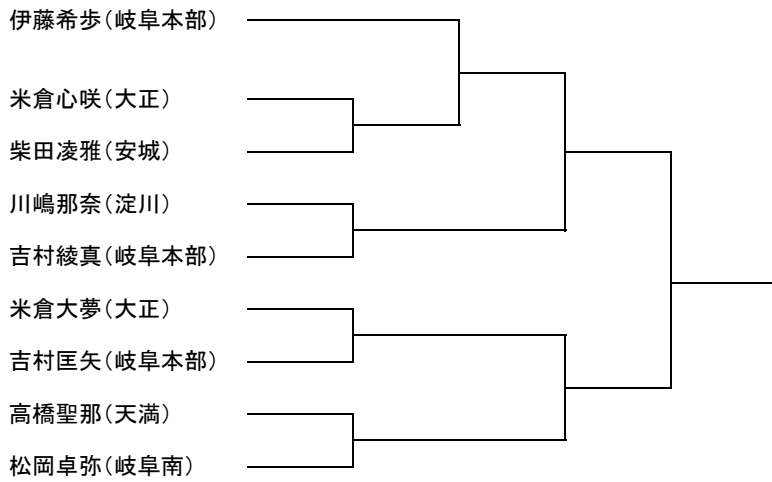 伊藤希歩（岐阜本部）
米倉心咲（大正）
柴田凌雅（安城）
川嶋那奈（淀川）
吉村綾真（岐阜本部）
米倉大夢（大正）
吉村匡矢（岐阜本部）
高橋聖那（天満）
松岡卓弥（岐阜南）